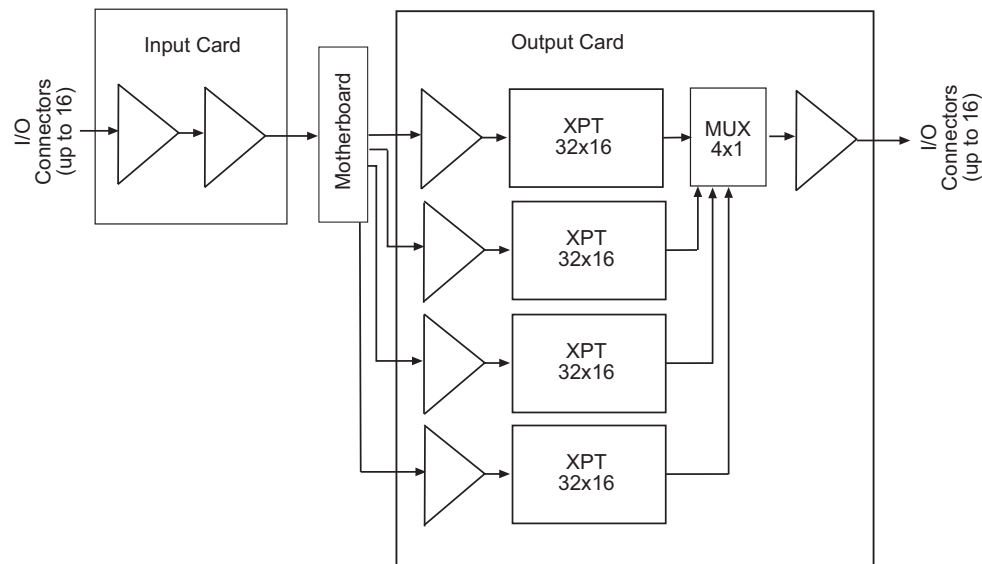 Input Card
Output Card
I/O
Connectors
(up to 16)
Motherboard
XPT
32x16
MUX
4x1
I/O
Connectors
(up to 16)
XPT
32x16
XPT
32x16
XPT
32x16